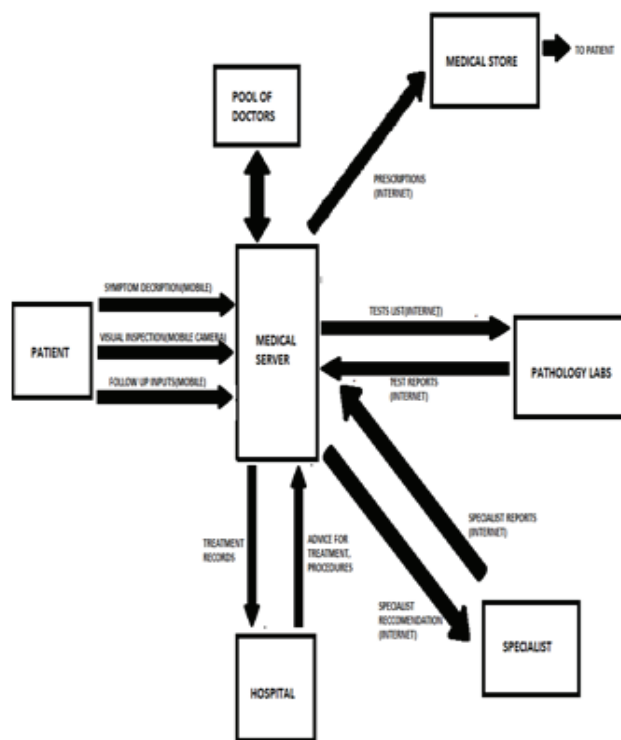 MEDICAL STORE
TO PATIENT
POOL OF
DOCTORS
PRESCRIPTIONS
(INTERNET)
SYMPTOM DECRIPTION(MOBILE)
PATIENT
VISUAL INSPECTION(MOBILE CAMERA)
FOLLOW UP INPUTS(MOBILE)
MEDICAL
SERVER
TESTS LIST(INTERNET)
TEST REPORTS
(INTERNET)
PATHOLOGY LABS
TREATMENT
RECORDS
ADVICE FOR
TREATMENT,
PROCEDURES
SPECIALIST REPORTS
(INTERNET)
SPECIALIST
RECCOMENDATION
(INTERNET)
SPECIALIST
HOSPITAL